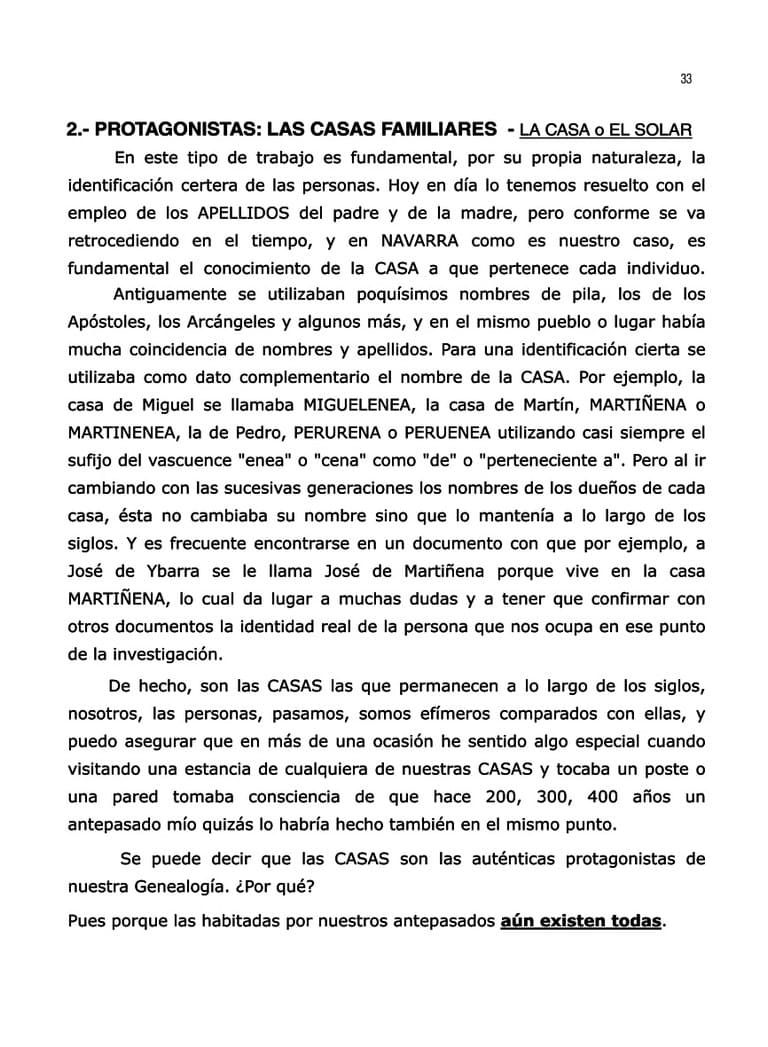 33
2.- PROTAGONISTAS: LAS CASAS FAMILIARES - LA CASA o EL SOLAR
En este tipo de trabajo es fundamental, por su propia naturaleza, la
identificación certera de las personas. Hoy en día lo tenemos resuelto con el
empleo de los APELLIDOS del padre y de la madre, pero conforme se va
retrocediendo en el tiempo, y en NAVARRA como es nuestro caso, es
fundamental el conocimiento de la CASA a que pertenece cada individuo.
Antiguamente se utilizaban poquísimos nombres de pila, los de los
Apóstoles, los Arcángeles y algunos más, y en el mismo pueblo o lugar había
mucha coincidencia de nombres y apellidos. Para una identificación cierta se
utilizaba como dato complementario el nombre de la CASA. Por ejemplo, la
casa de Miguel se llamaba MIGUELENEA, la casa de Martín, MARTIÑENA o
MARTINENEA, la de Pedro, PERURENA o PERUENEA utilizando casi siempre el
sufijo del vascuence "enea" o "cena" como "de" o "perteneciente a". Pero al ir
cambiando con las sucesivas generaciones los nombres de los dueños de cada
casa, ésta no cambiaba su nombre sino que lo mantenía a lo largo de los
siglos. Y es frecuente encontrarse en un documento con que por ejemplo, a
José de Ybarra se le llama José de Martiñena porque vive en la casa
MARTIÑENA, lo cual da lugar a muchas dudas y a tener que confirmar con
otros documentos la identidad real de la persona que nos ocupa en ese punto
de la investigación.
De hecho, son las CASAS las que permanecen a lo largo de los siglos,
nosotros, las personas, pasamos, somos efímeros comparados con ellas, y
puedo asegurar que en más de una ocasión he sentido algo especial cuando
visitando una estancia de cualquiera de nuestras CASAS y tocaba un poste o
una pared tomaba consciencia de que hace 200, 300, 400 años un
antepasado mío quizás lo habría hecho también en el mismo punto.
Se puede decir que las CASAS son las auténticas protagonistas de
nuestra Genealogía. ¿Por qué?
Pues porque las habitadas por nuestros antepasados aún existen todas.